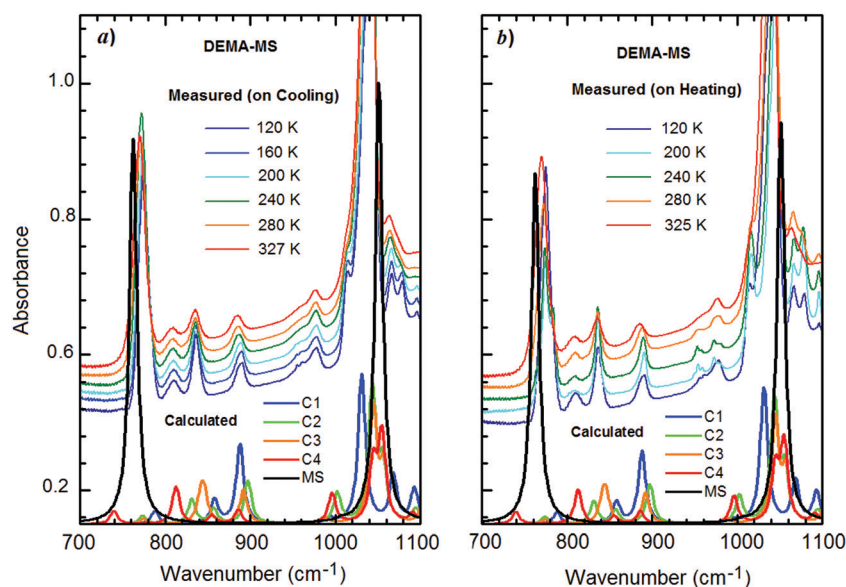 a)
DEMA-MS
Measured (on Cooling)
120 K
160 K
200 K
240 K
280 K
327 K
Calculated
C1
C2
C3
C4
MS
1.0
0.8
0.6
0.2
Absorbance
700 800 900 1000 1100
Wavenumber (cm⁻¹)
b)
DEMA-MS
Measured (on Heating)
120 K
200 K
240 K
280 K
325 K
Calculated
C1
C2
C3
C4
MS
700 800 900 1000 1100
Wavenumber (cm⁻¹)